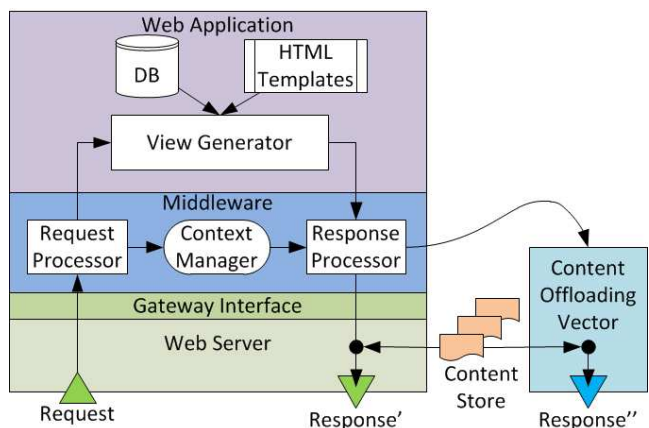 Web Application
DB
HTML
Templates
View Generator
Middleware
Request
Processor
Context
Manager
Response
Processor
Gateway Interface
Web Server
Content
Offloading
Vector
Content
Store
Request
Response'
Response''